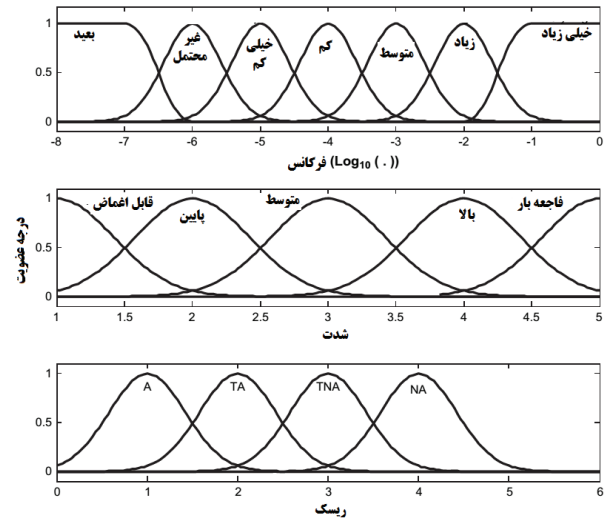 درجه عضویت
1
0.5
0
بعید
غیر
محتمل
خیلی
کم
کم
متوسط
زیاد
خیلی زیاد
-8 -7 -6 -5 -4 -3 -2 -1 0
فرکانس (Log10 ( . ))
1
0.5
0
قابل اغماض
پایین
متوسط
بالا
فاجعه بار
1 1.5 2 2.5 3 3.5 4 4.5 5
شدت
1
0.5
0
A TA TNA NA
0 1 2 3 4 5 6
ریسک